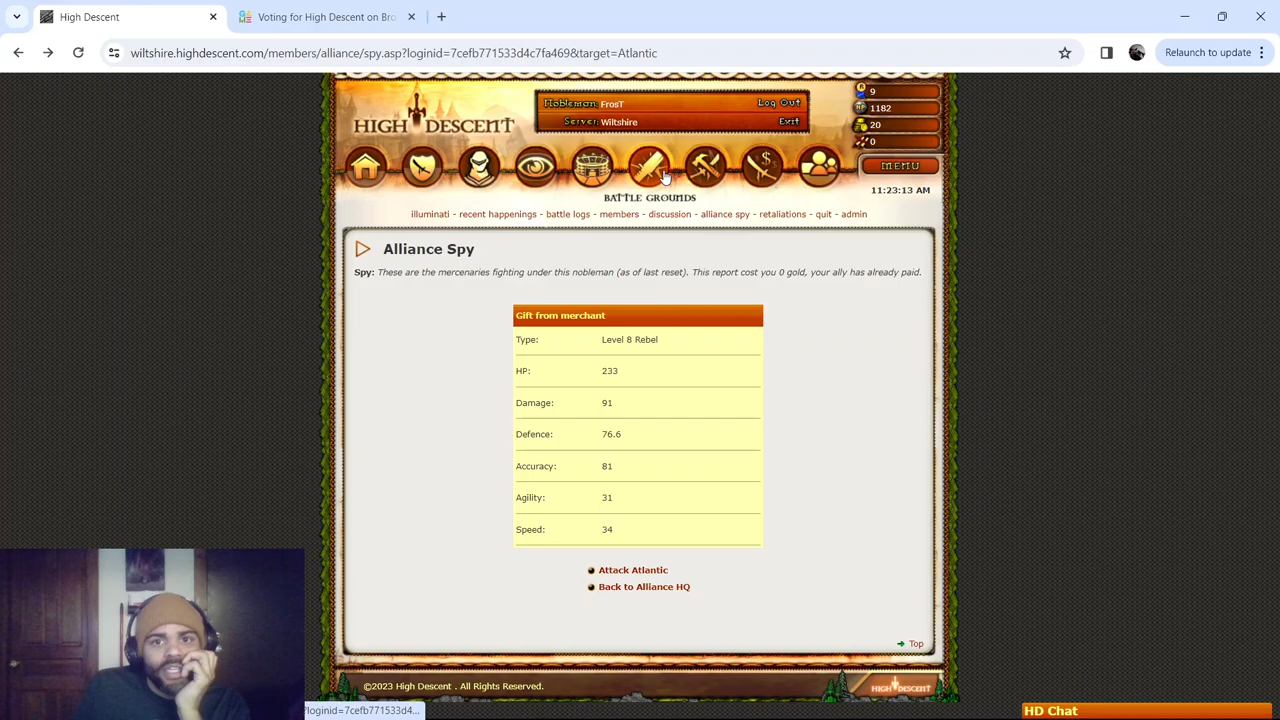 High Descent
Voting for High Descent
wiltshire.highdescent.com/members/alliance/spy.asp?loginid=7cefb771533d4c7fa469&target=Atlantic
Relaunch to update
HIGH DESCENT
Nobleman: FrosT
Log Out
Server: Wiltshire
Exit
9
1182
20
0
MENU
11:23:13 AM
BATTLE GROUNDS
illuminati - recent happenings - battle logs - members - discussion - alliance spy - retaliations - quit - admin
Alliance Spy
Spy: These are the mercenaries fighting under this nobleman (as of last reset). This report cost you 0 gold, your ally has already paid.
Gift from merchant
Type: Level 8 Rebel
HP: 233
Damage: 91
Defence: 76.6
Accuracy: 81
Agility: 31
Speed: 34
Attack Atlantic
Back to Alliance HQ
Top
©2023 High Descent . All Rights Reserved.
HIGH DESCENT
?loginid=7cefb771533d4...
HD Chat